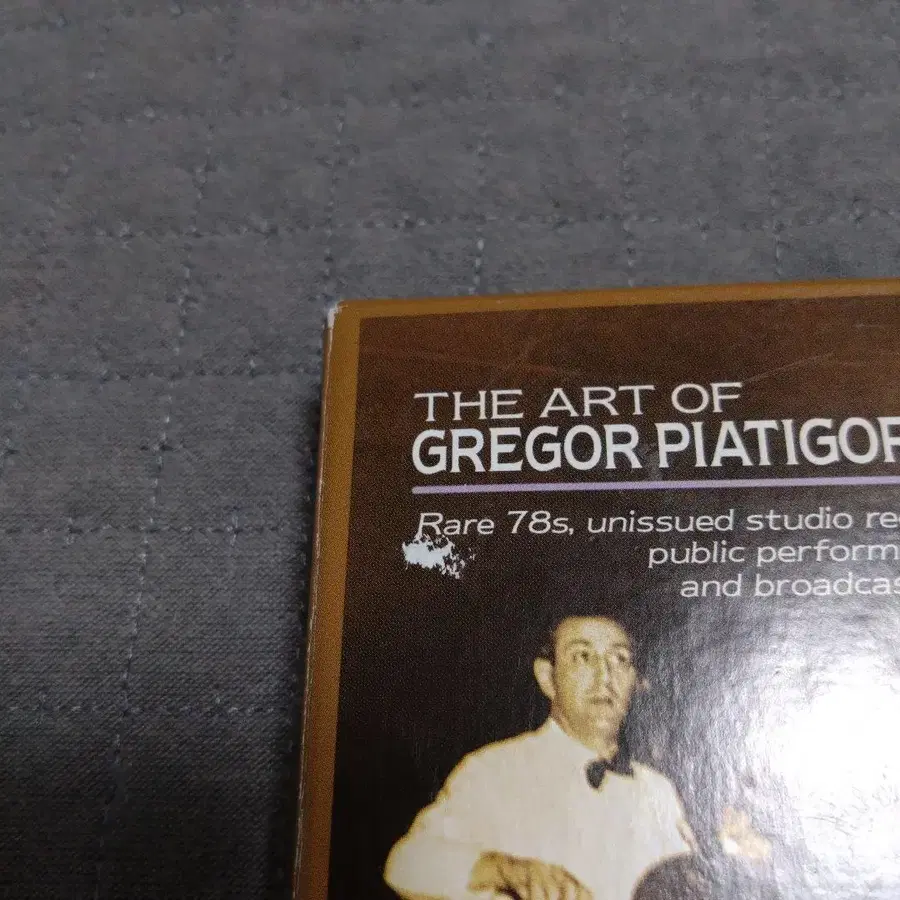 THE ART OF
GREGOR PIATIGOR
Rare 78s, unissued studio re
public perform
and broadcas